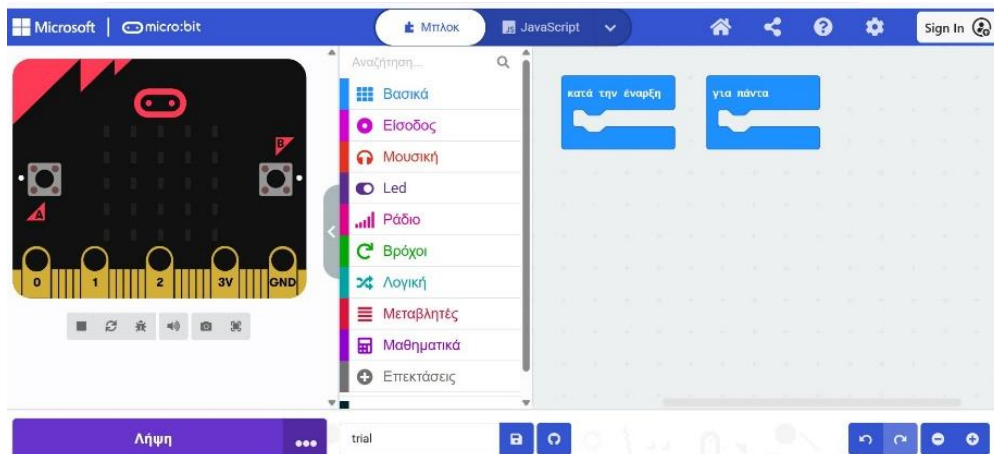 Microsoft micro:bit Μπλοκ JavaScript Sign In
Αναζήτηση...
Βασικά
Είσοδος
Μουσική
Led
Ράδιο
Βρόχοι
Λογική
Μεταβλητές
Μαθηματικά
Επεκτάσεις
κατά την έναρξη
για πάντα
A
B
0 1 2 3V GND
Λήψη
trial